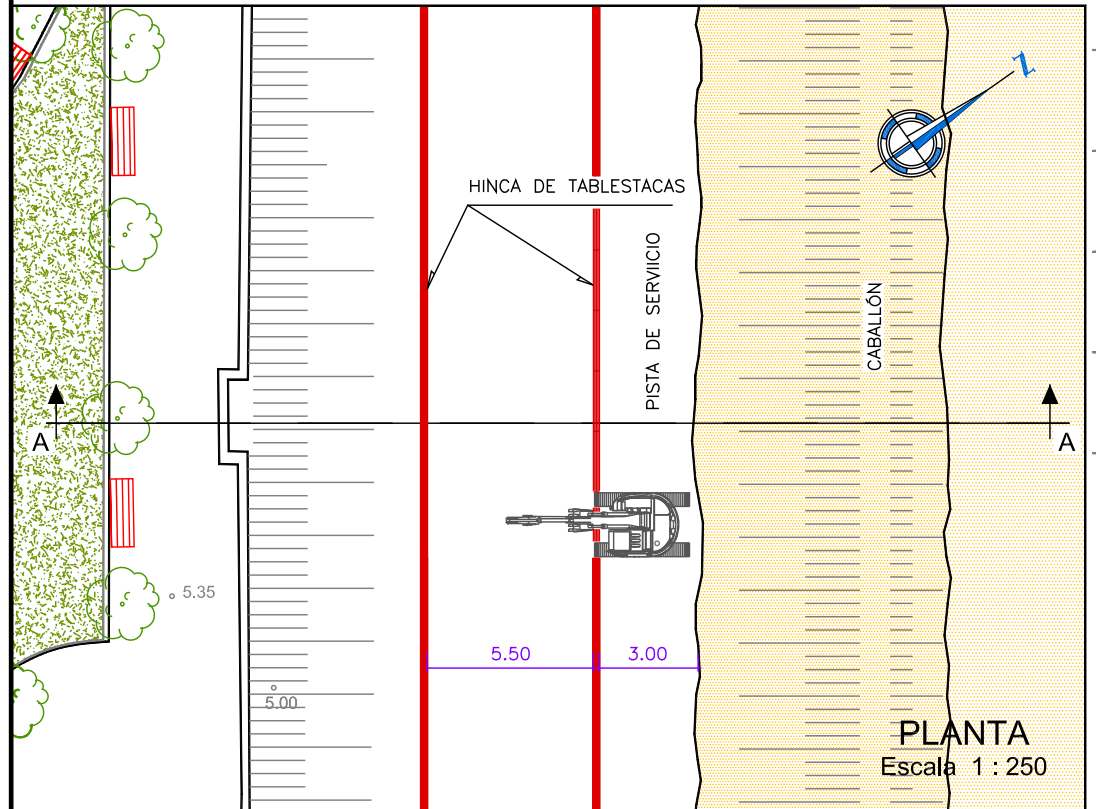 N
HINCA DE TABLESTACAS
PISTA DE SERVIICIO
CABALLÓN
A
A
5.35
5.50
3.00
5.00
PLANTA
Escala 1 : 250